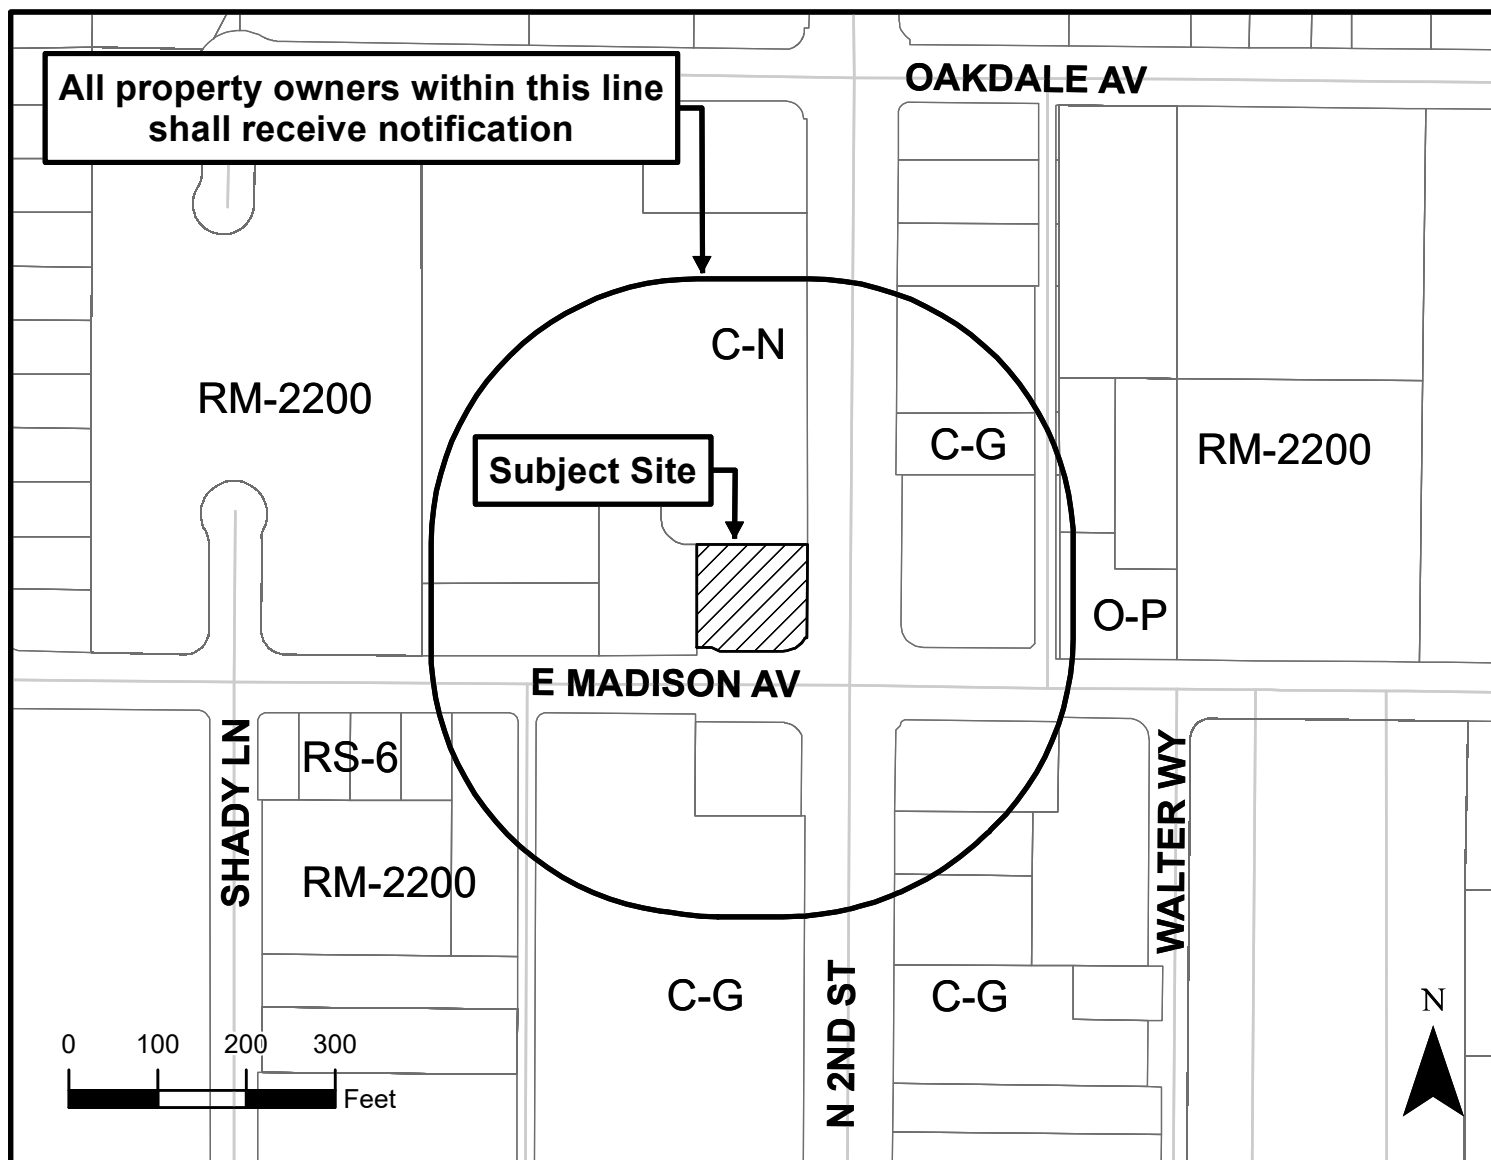 OAKDALE AV
All property owners within this line
shall receive notification
C-N
RM-2200
C-G
RM-2200
Subject Site
O-P
E MADISON AV
RS-6
SHADY LN
WALTER WY
RM-2200
C-G
C-G
N 2ND ST
N
0 100 200 300
Feet